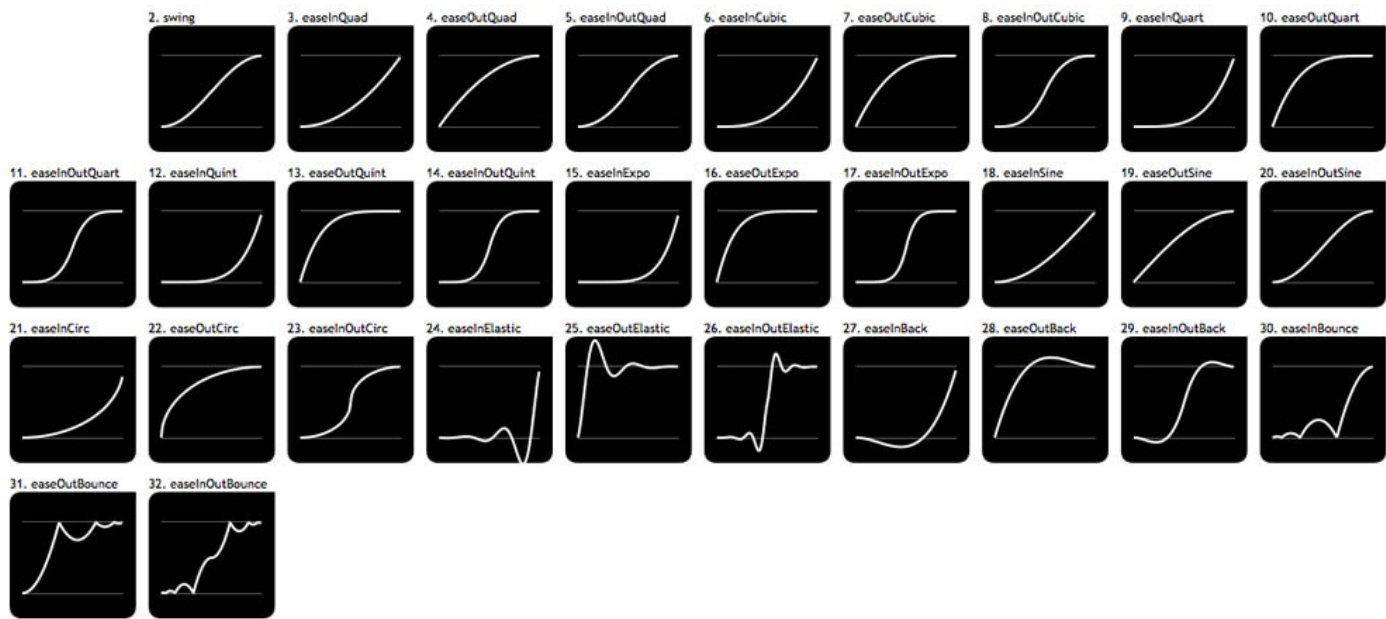 2. swing 3. easeInQuad 4. easeOutQuad 5. easeInOutQuad 6. easeInCubic 7. easeOutCubic 8. easeInOutCubic 9. easeInQuart 10. easeOutQuart
11. easeInOutQuart 12. easeInQuint 13. easeOutQuint 14. easeInOutQuint 15. easeInExpo 16. easeOutExpo 17. easeInOutExpo 18. easeInSine 19. easeOutSine 20. easeInOutSine
21. easeInCirc 22. easeOutCirc 23. easeInOutCirc 24. easeInElastic 25. easeOutElastic 26. easeInOutElastic 27. easeInBack 28. easeOutBack 29. easeInOutBack 30. easeInBounce
31. easeOutBounce 32. easeInOutBounce